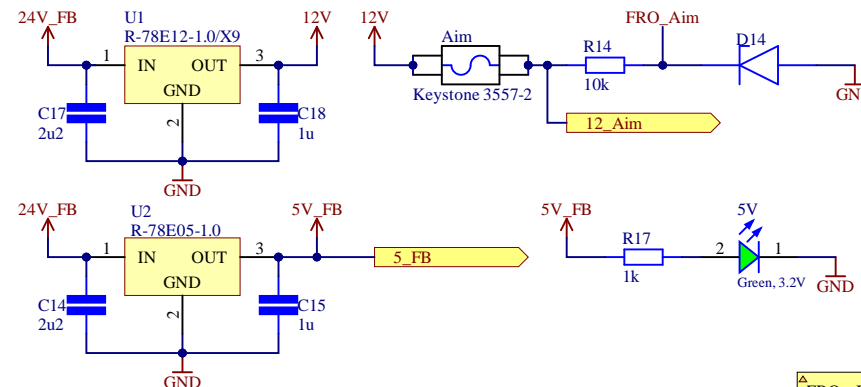 24V_FB
U1
R-78E12-1.0/X9
12V
1
IN
OUT
3
GND
2
C17
2u2
C18
1u
GND
12V
Aim
Keystone 3557-2
R14
10k
FRO_Aim
D14
12_Aim
GN
24V_FB
U2
R-78E05-1.0
5V_FB
1
IN
OUT
3
GND
2
C14
2u2
C15
1u
GND
5_FB
5V_FB
R17
1k
5V
2
1
Green, 3.2V
GND